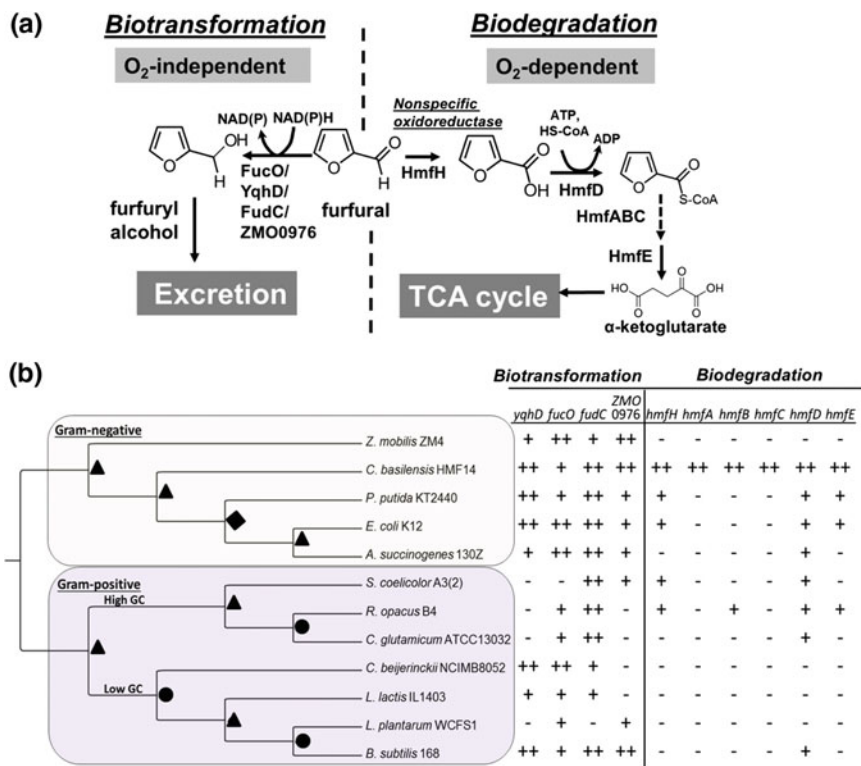 (a)
Biotransformation
Biodegradation
O₂-independent
O₂-dependent
NAD(P)
NAD(P)H
Nonspecific
oxidoreductase
ATP,
HS-CoA
ADP
OH
H
O
FucO/
YqhD/
FudC/
ZMO0976
O
H
O
HmfH
O
OH
O
HmfD
O
S-CoA
O
furfuryl
alcohol
furfural
HmfABC
HmfE
Excretion
TCA cycle
HO
O
O
OH
O
α-ketoglutarate
(b)
Biotransformation Biodegradation
yqhD fucO fudC ZMO 0976 hmfH hmfA hmfB hmfC hmfD hmfE
Gram-negative
Z. mobilis ZM4 + ++ + ++ - - - - - -
C. basilensis HMF14 ++ + ++ ++ ++ ++ ++ ++ ++ ++
P. putida KT2440 ++ + ++ + + - - - + +
E. coli K12 ++ ++ ++ + + - - - + +
A. succinogenes 130Z + ++ ++ + - - - - + -
Gram-positive
High GC
S. coelicolor A3(2) - - ++ + + - - - + -
R. opacus B4 - + ++ - + - + - + +
C. glutamicum ATCC13032 - + ++ - - - - - + -
C. beijerinckii NCIMB8052 ++ ++ + - - - - - - -
Low GC
L. lactis IL1403 + + + - - - - - - -
L. plantarum WCFS1 - + - + - - - - - -
B. subtilis 168 ++ + ++ ++ - - - - + -